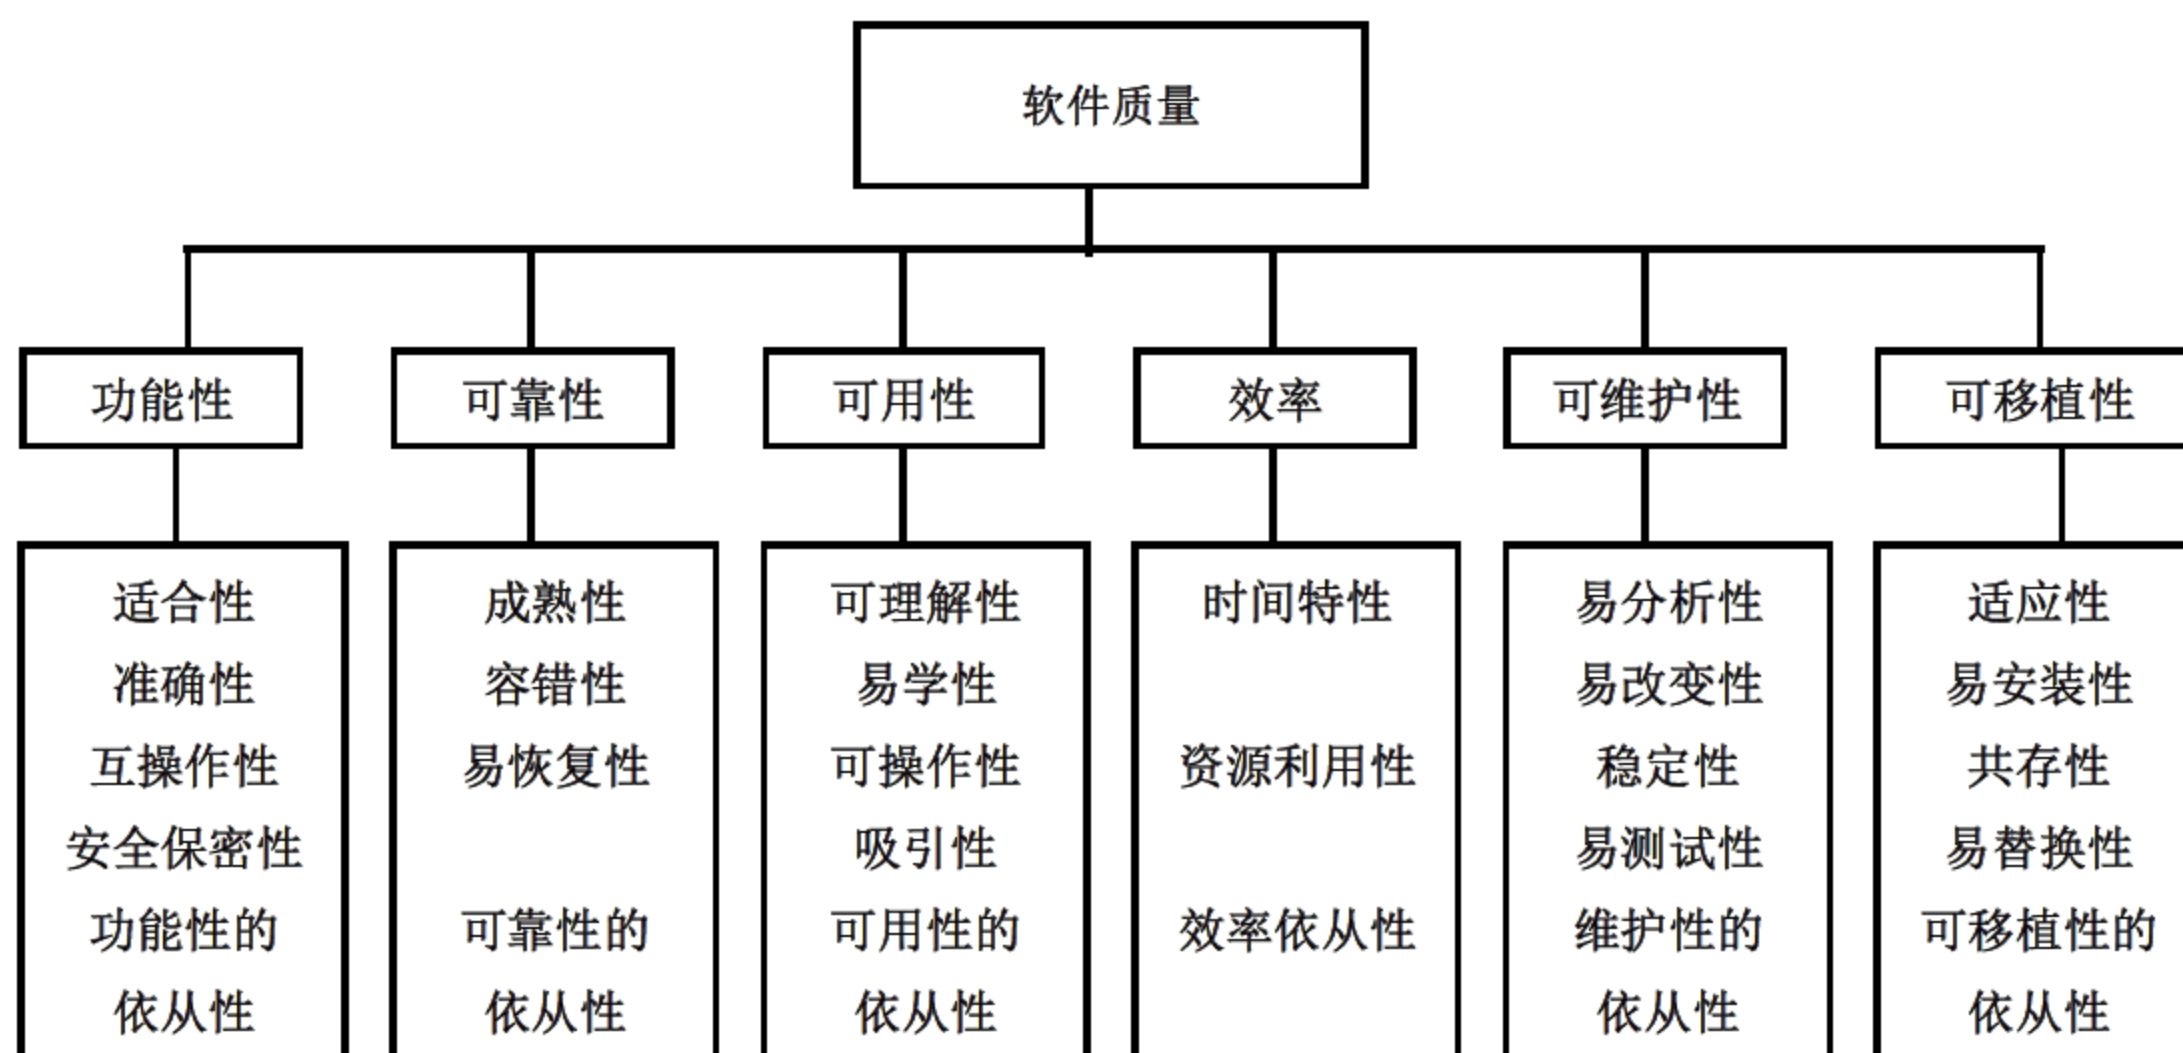 软件质量
功能性
可靠性
可用性
效率
可维护性
可移植性
适合性
准确性
互操作性
安全保密性
功能性的
依从性
成熟性
容错性
易恢复性
可靠性的
依从性
可理解性
易学性
可操作性
吸引性
可用性的
依从性
时间特性
资源利用性
效率依从性
易分析性
易改变性
稳定性
易测试性
维护性的
依从性
适应性
易安装性
共存性
易替换性
可移植性的
依从性